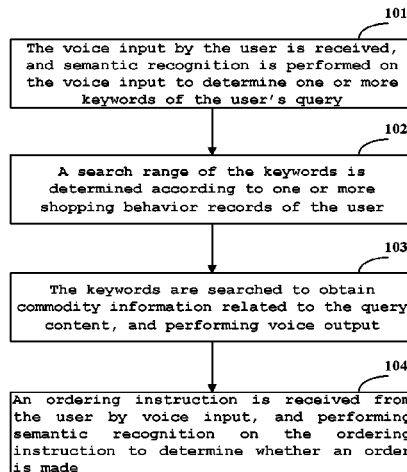 101
The voice input by the user is received,
and semantic recognition is performed on
the voice input to determine one or more
keywords of the user's query
102
A search range of the keywords is
determined according to one or more
shopping behavior records of the user
103
The keywords are searched to obtain
commodity information related to the query
content, and performing voice output
104
An ordering instruction is received from
the user by voice input, and performing
semantic recognition on the ordering
instruction to determine whether an order
is made